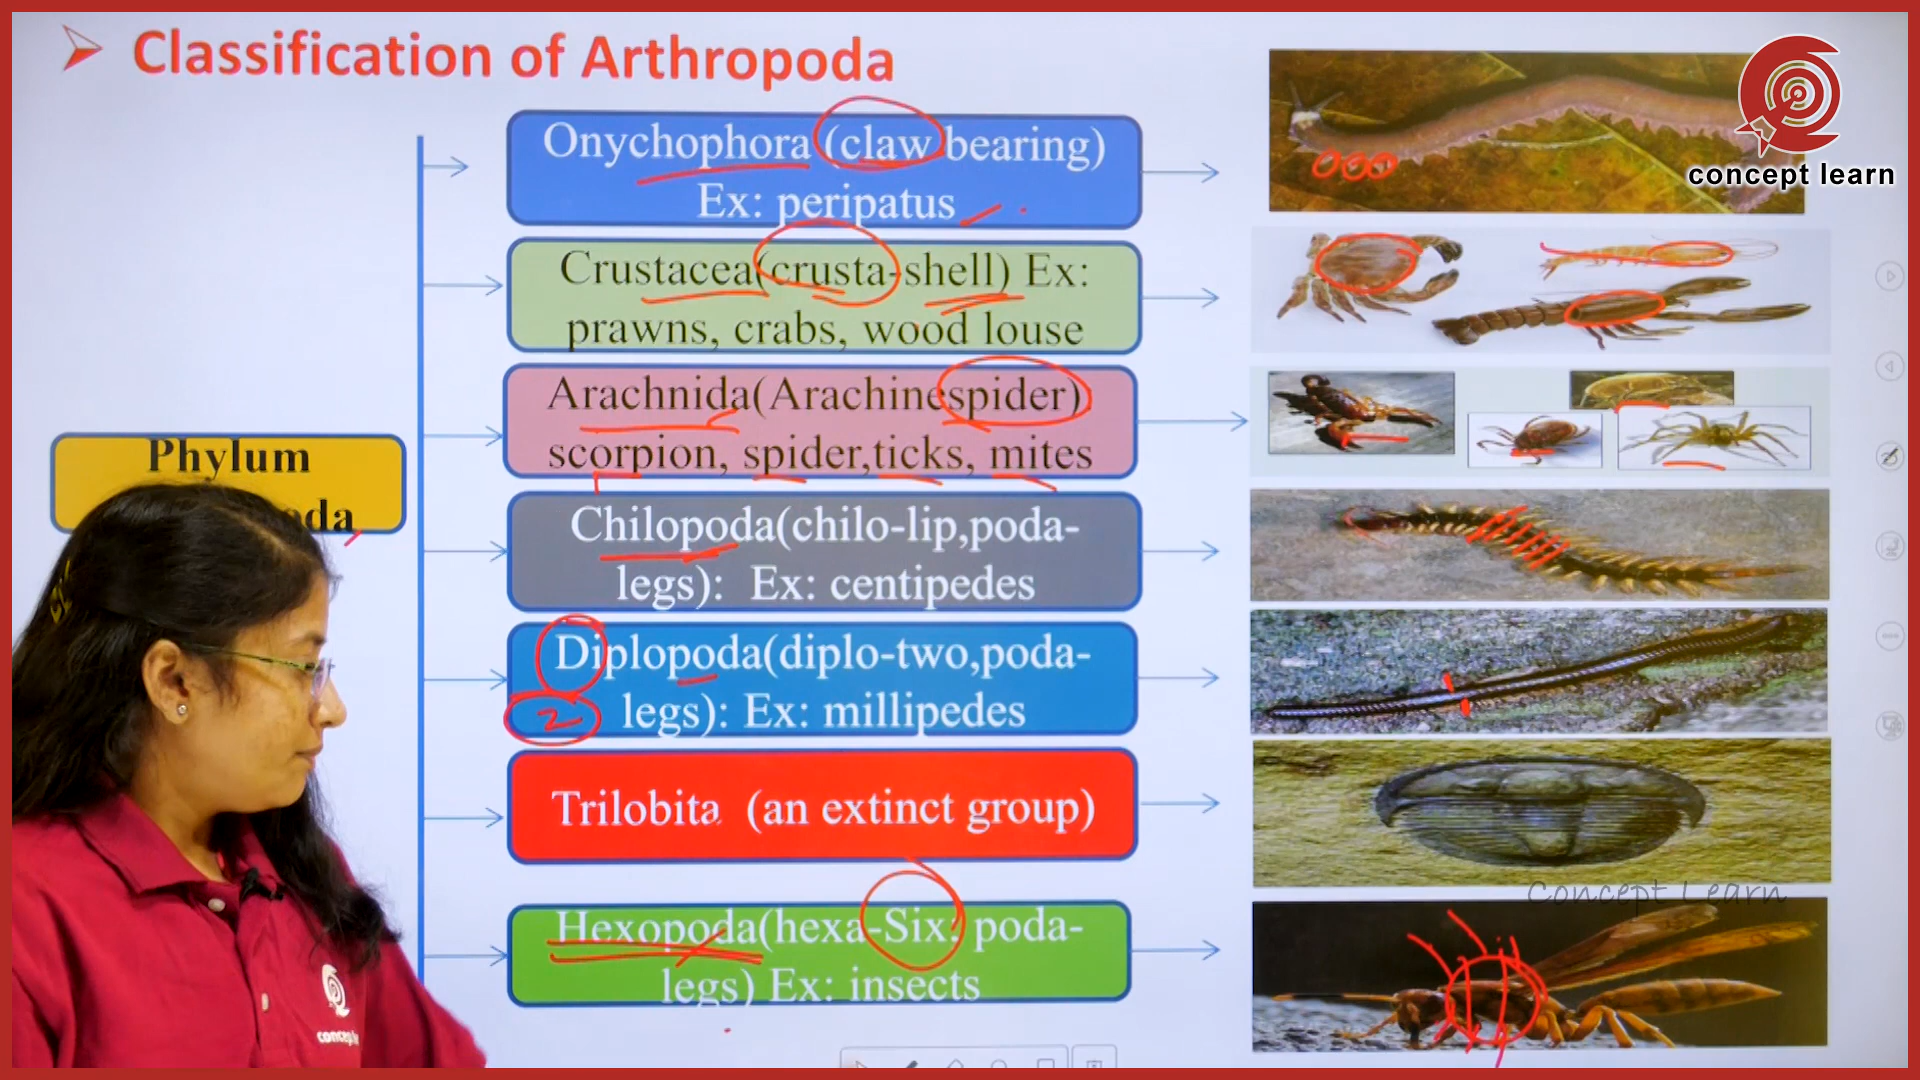 Classification of Arthropoda
concept learn
Onychophora (claw bearing)
Ex: peripatus
Crustacea(crusta-shell) Ex:
prawns, crabs, wood louse
Arachnida(Arachinespider)
scorpion, spider,ticks, mites
Phylum
oda
Chilopoda(chilo-lip,poda-
legs): Ex: centipedes
Diplopoda(diplo-two,poda-
2 legs): Ex: millipedes
Trilobita (an extinct group)
Concept Learn
Hexopoda(hexa-Six: poda-
legs) Ex: insects